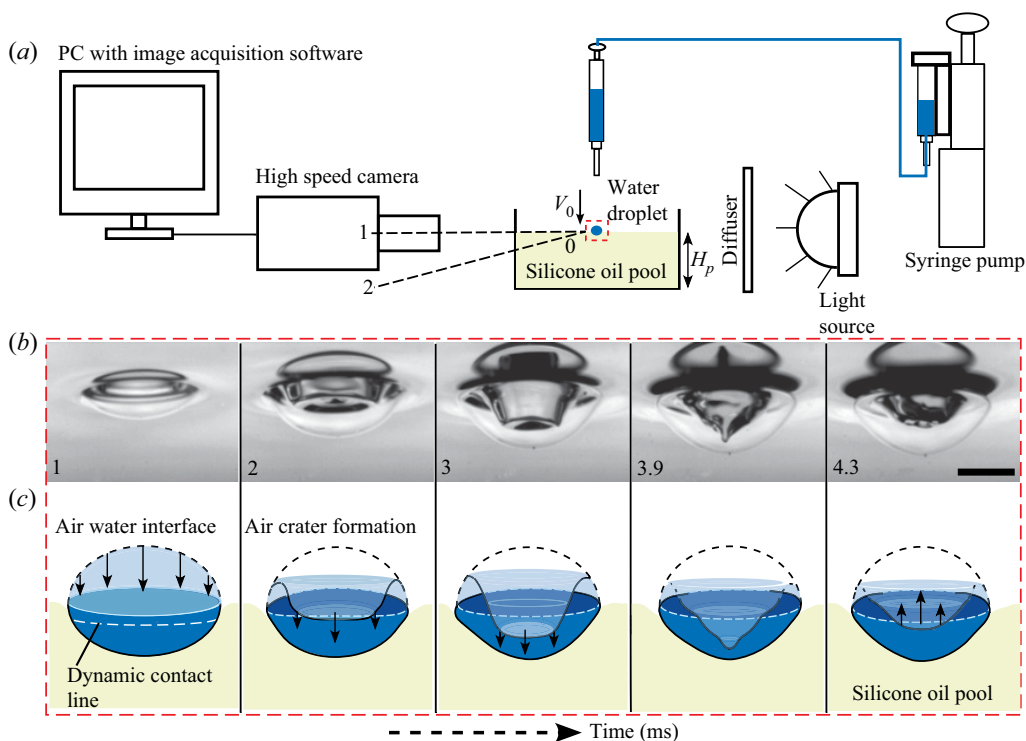 (a)
PC with image acquisition software
High speed camera
1
2
V0
0
Water
droplet
Silicone oil pool
Hp
Diffuser
Light
source
Syringe pump
(b)
1
2
3
3.9
4.3
(c)
Air water interface
Air crater formation
Dynamic contact
line
Silicone oil pool
Time (ms)